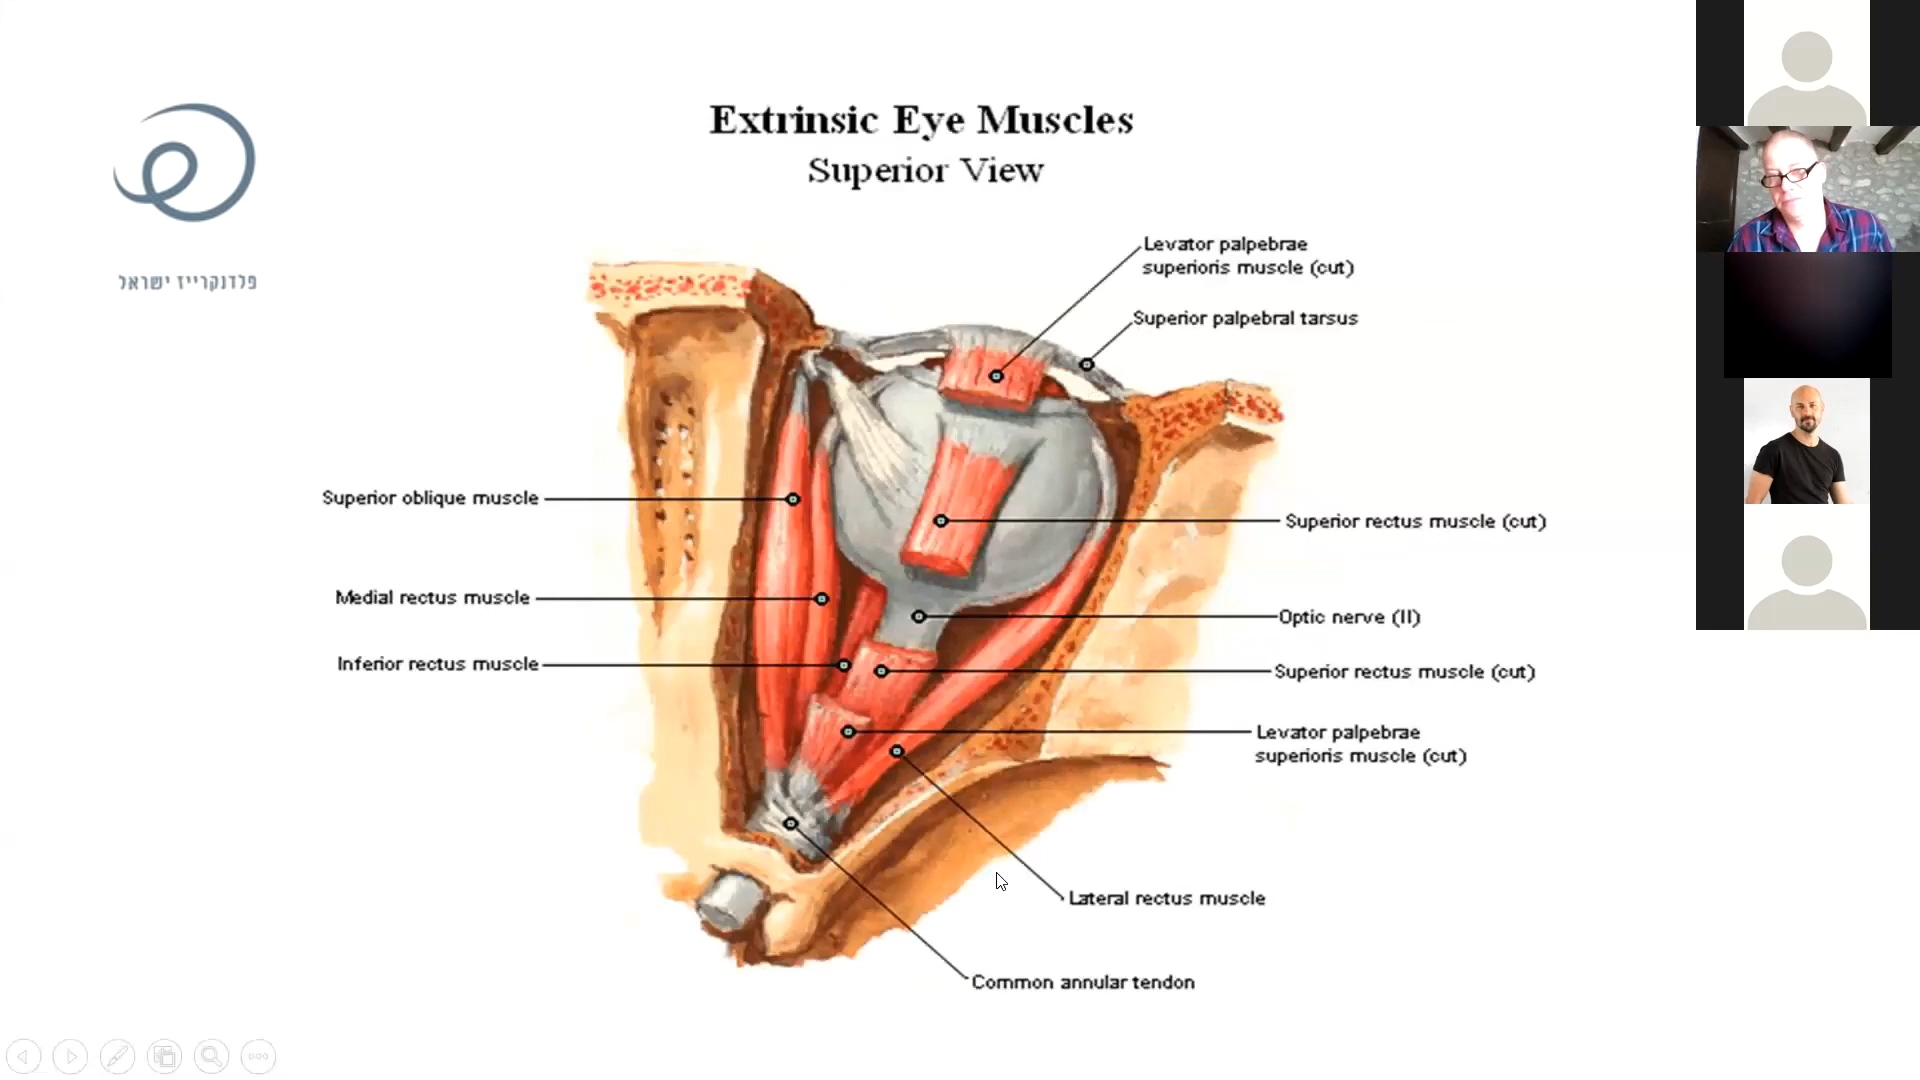 Extrinsic Eye Muscles
Superior View
פלדנקרייז ישראל
Levator palpebrae
superioris muscle (cut)
Superior palpebral tarsus
Superior oblique muscle
Superior rectus muscle (cut)
Medial rectus muscle
Optic nerve (II)
Inferior rectus muscle
Superior rectus muscle (cut)
Levator palpebrae
superioris muscle (cut)
Lateral rectus muscle
Common annular tendon